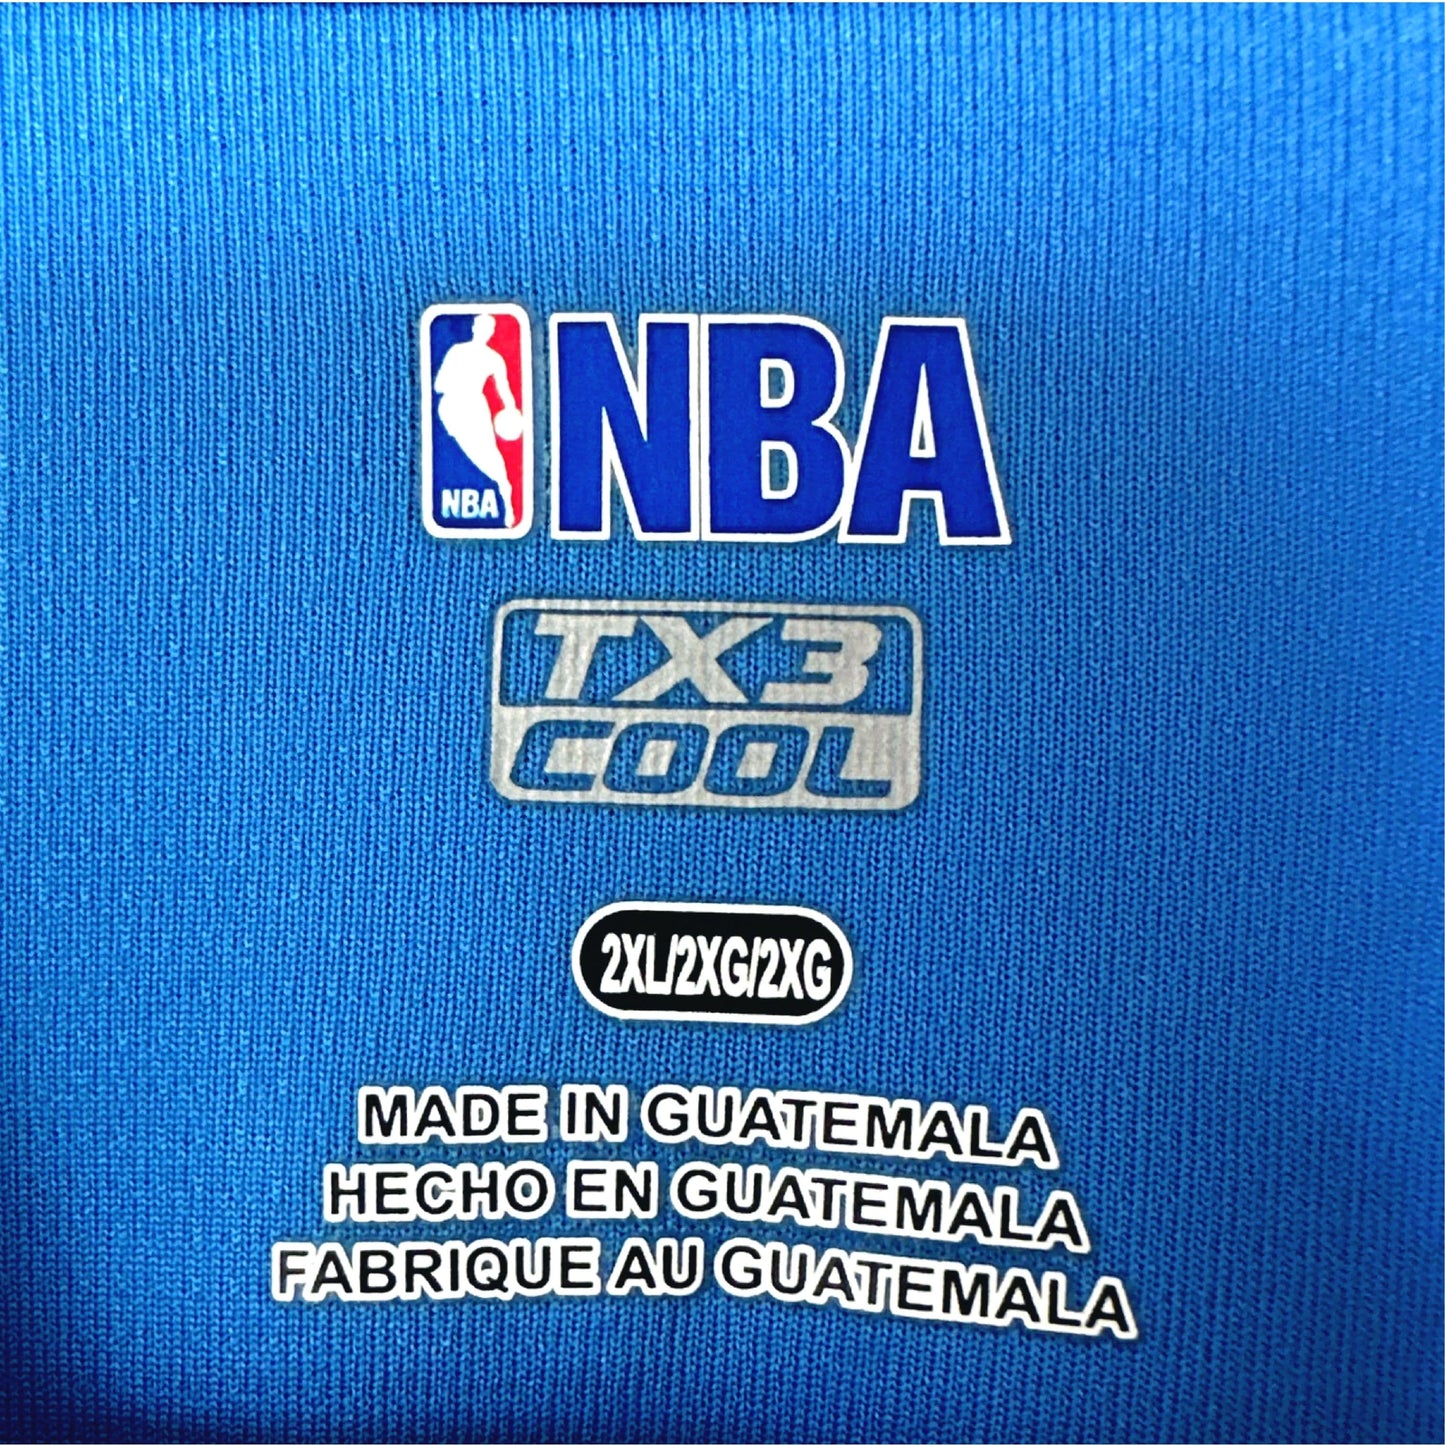 NBA NBA
TX3
COOL
2XL/2XG/2XG
MADE IN GUATEMALA
HECHO EN GUATEMALA
FABRIQUE AU GUATEMALA